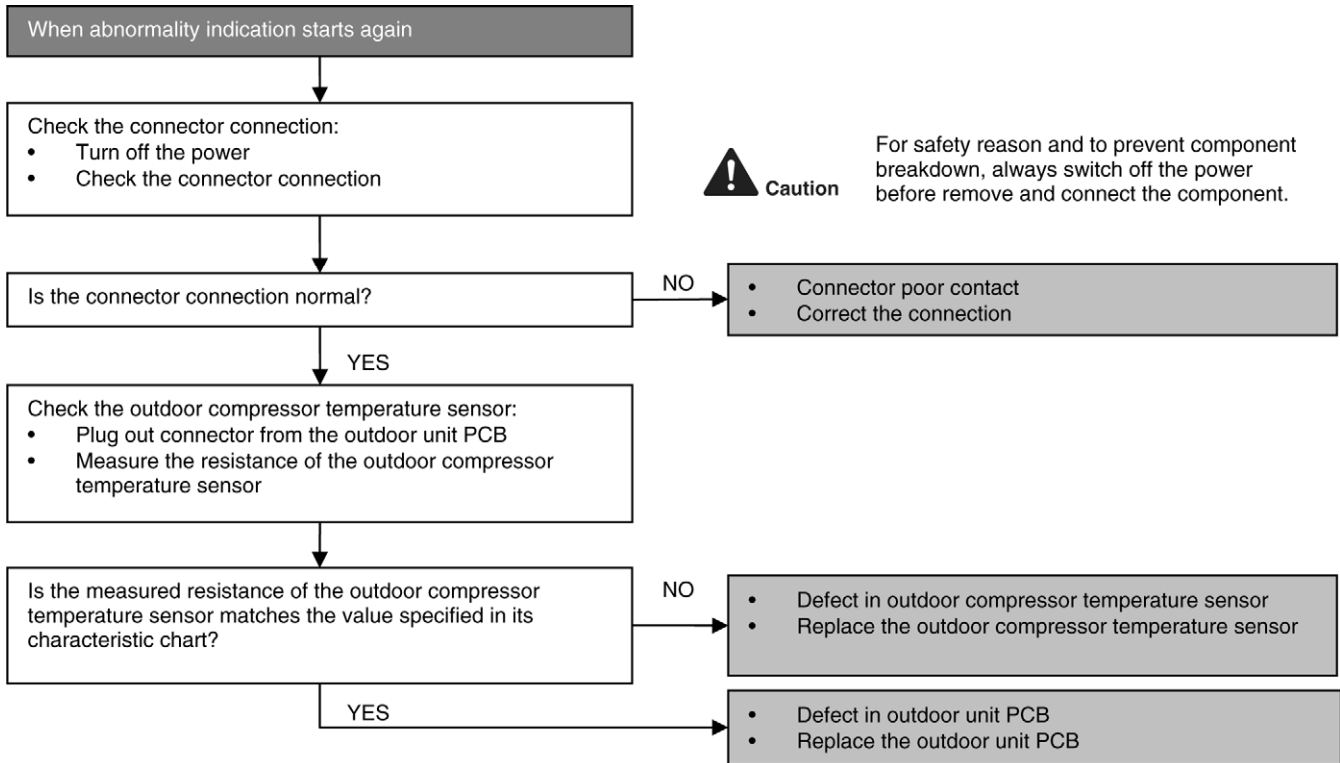 When abnormality indication starts again
Check the connector connection:
• Turn off the power
• Check the connector connection
Caution
For safety reason and to prevent component
breakdown, always switch off the power
before remove and connect the component.
Is the connector connection normal?
NO
• Connector poor contact
• Correct the connection
YES
Check the outdoor compressor temperature sensor:
• Plug out connector from the outdoor unit PCB
• Measure the resistance of the outdoor compressor
temperature sensor
Is the measured resistance of the outdoor compressor
temperature sensor matches the value specified in its
characteristic chart?
NO
• Defect in outdoor compressor temperature sensor
• Replace the outdoor compressor temperature sensor
YES
• Defect in outdoor unit PCB
• Replace the outdoor unit PCB